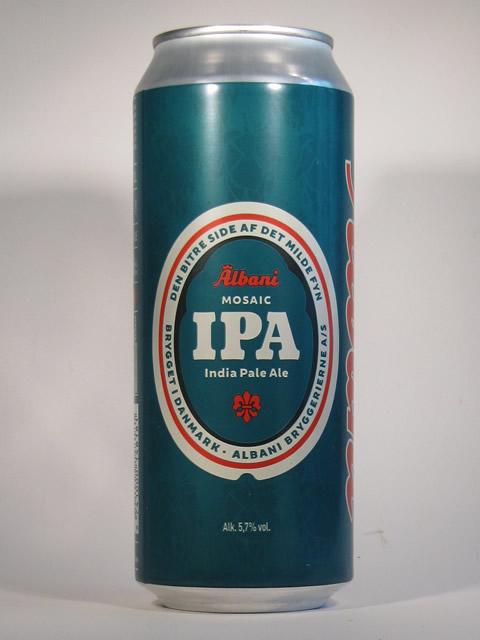 DEN BITRE SIDE AF DET MILDE FYN
Albani
MOSAIC
IPA
India Pale Ale
BRYGGET I DANMARK · ALBANI BRYGGERIERNE A/S
Alk. 5,7% vol.